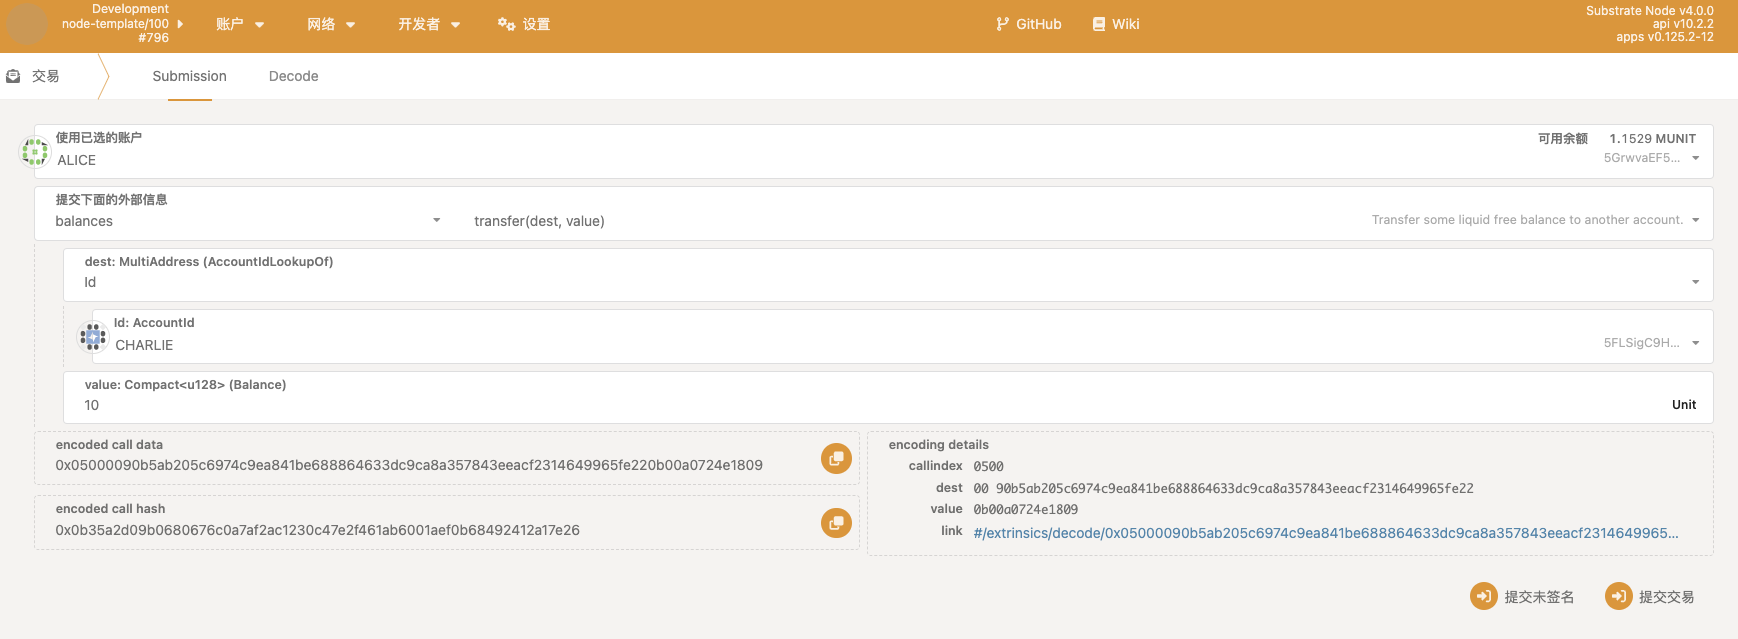 Development
node-template/100
#796
账户
网络
开发者
设置
GitHub
Wiki
Substrate Node v4.0.0
api v10.2.2
apps v0.125.2-12
交易
Submission
Decode
使用已选的账户
ALICE
可用余额 1.1529 MUNIT
5GrwvaEF5...
提交下面的外部信息
balances
transfer(dest, value)
Transfer some liquid free balance to another account.
dest: MultiAddress (AccountIdLookupOf)
Id
Id: AccountId
CHARLIE
5FLSigC9H...
value: Compact<u128> (Balance)
10
Unit
encoded call data
0x05000090b5ab205c6974c9ea841be688864633dc9ca8a357843eeacf2314649965fe220b00a0724e1809
encoded call hash
0x0b35a2d09b0680676c0a7af2ac1230c47e2f461ab6001aef0b68492412a17e26
encoding details
callindex 0500
dest 00 90b5ab205c6974c9ea841be688864633dc9ca8a357843eeacf2314649965fe22
value 0b00a0724e1809
link #/extrinsics/decode/0x05000090b5ab205c6974c9ea841be688864633dc9ca8a357843eeacf2314649965...
提交未签名
提交交易